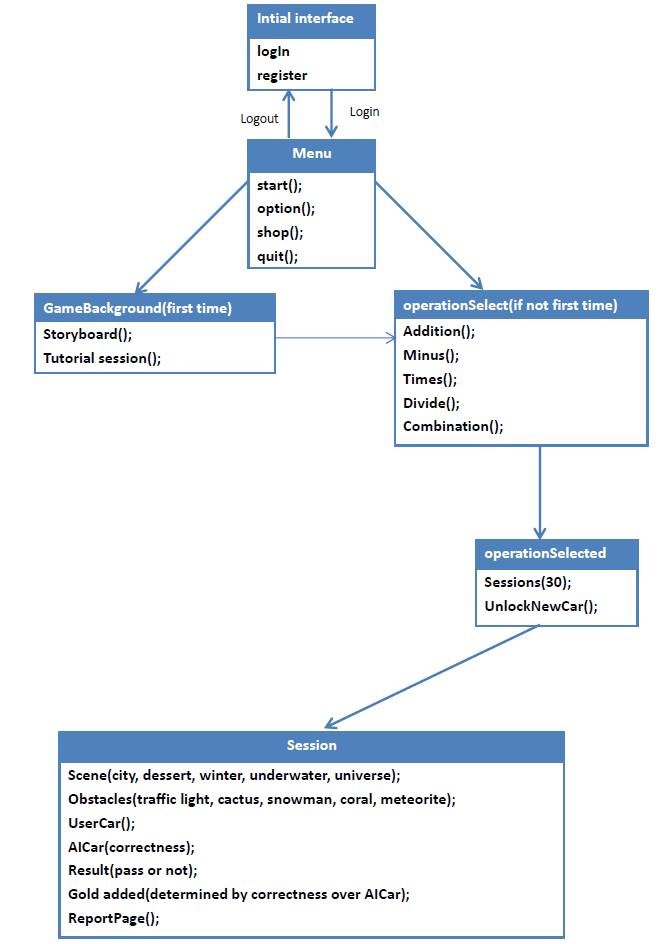 Intial interface
logIn
register
Logout
Login
Menu
start();
option();
shop();
quit();
GameBackground(first time)
Storyboard();
Tutorial session();
operationSelect(if not first time)
Addition();
Minus();
Times();
Divide();
Combination();
operationSelected
Sessions(30);
UnlockNewCar();
Session
Scene(city, dessert, winter, underwater, universe);
Obstacles(traffic light, cactus, snowman, coral, meteorite);
UserCar();
AICar(correctness);
Result(pass or not);
Gold added(determined by correctness over AICar);
ReportPage();